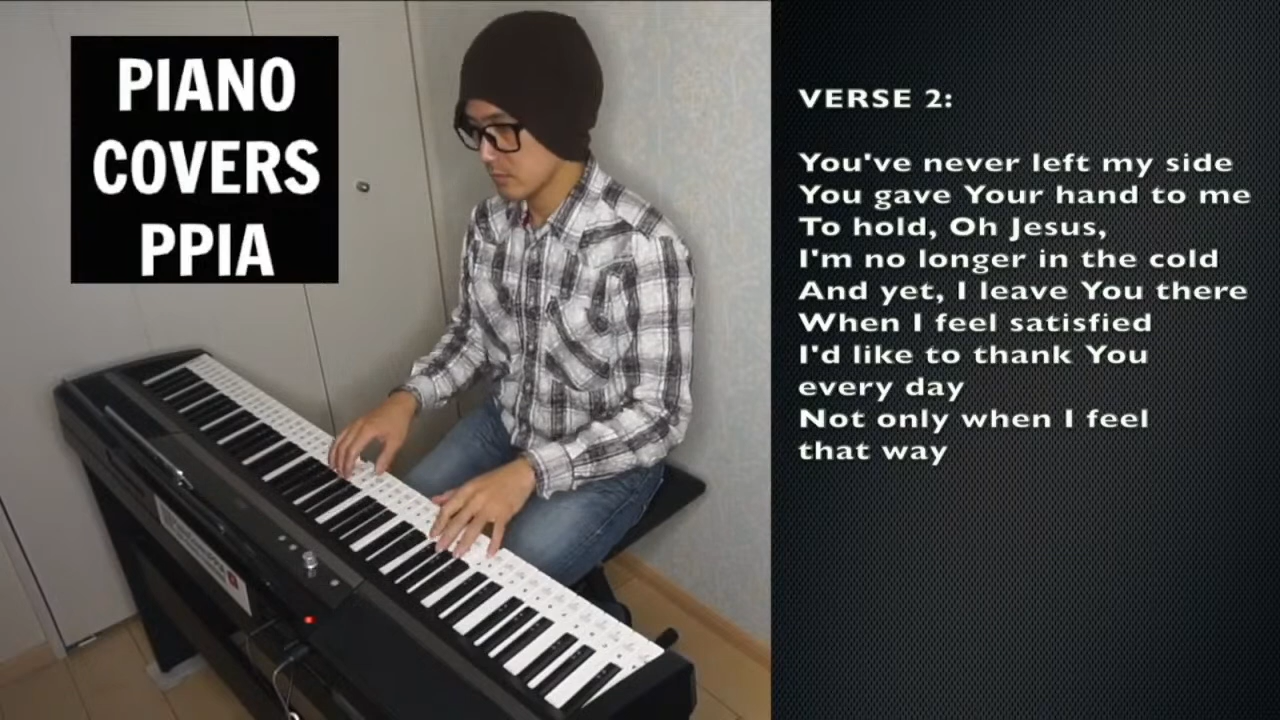 PIANO
COVERS
PPIA
VERSE 2:
You've never left my side
You gave Your hand to me
To hold, Oh Jesus,
I'm no longer in the cold
And yet, I leave You there
When I feel satisfied
I'd like to thank You
every day
Not only when I feel
that way